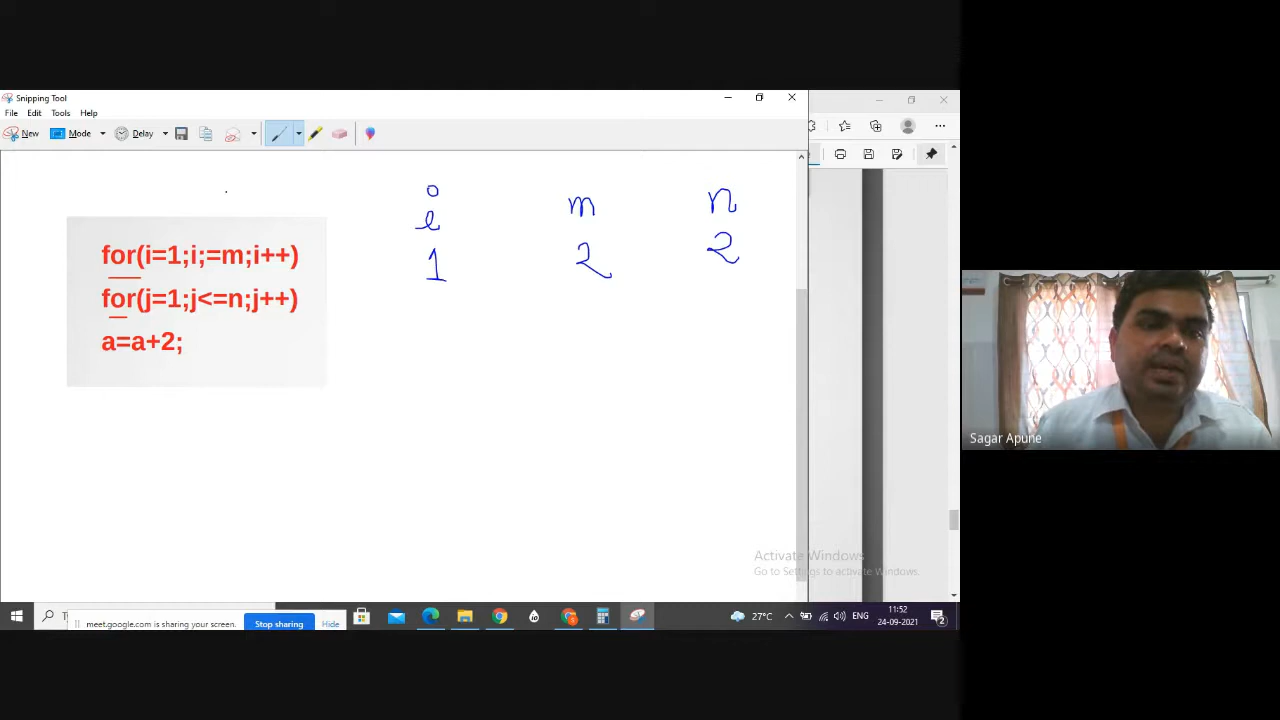 Snipping Tool
File Edit Tools Help
New Mode Delay
for(i=1;i;=m;i++)
for(j=1;j<=n;j++)
a=a+2;
i m n
1 2 2
Sagar Apune
Activate Windows
Go to Settings to activate Windows.
meet.google.com is sharing your screen. Stop sharing Hide
27°C ENG
11:52
24-09-2021
2